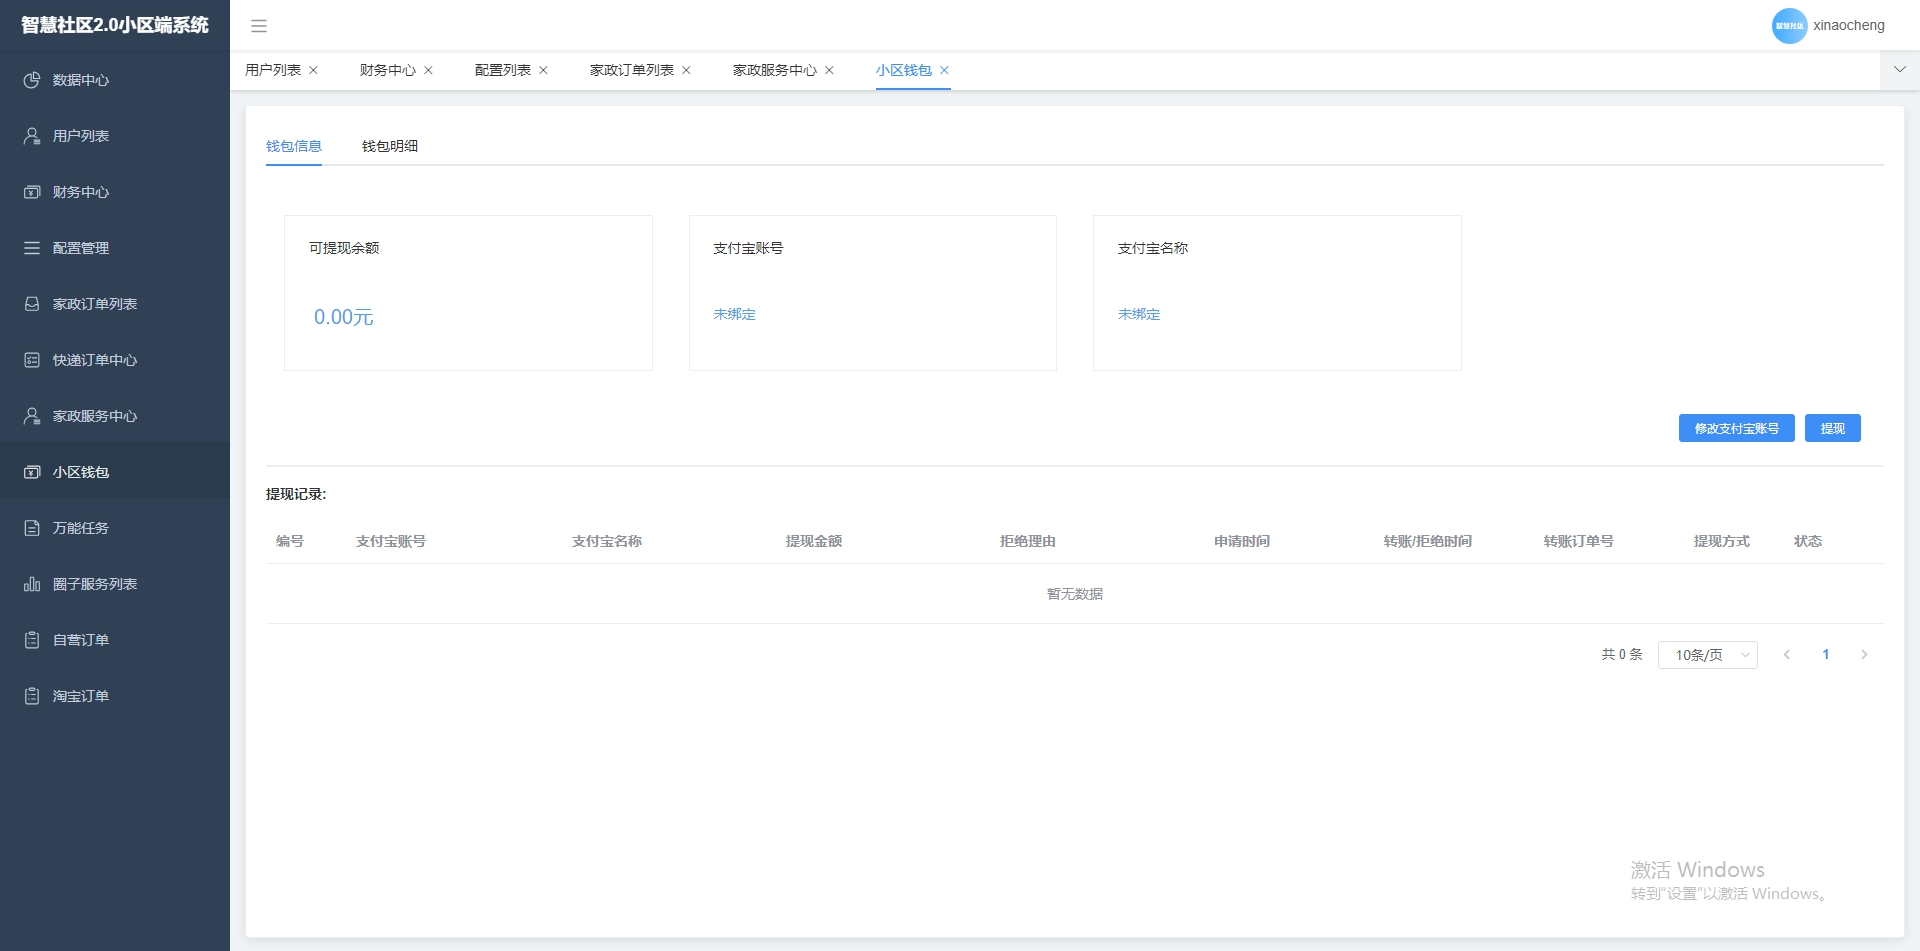 智慧社区2.0小区端系统
智慧社区
xinaocheng
用户列表
财务中心
配置列表
家政订单列表
家政服务中心
小区钱包
数据中心
用户列表
财务中心
配置管理
家政订单列表
快递订单中心
家政服务中心
小区钱包
万能任务
圈子服务列表
自营订单
淘宝订单
钱包信息
钱包明细
可提现余额
0.00元
支付宝账号
未绑定
支付宝名称
未绑定
修改支付宝账号
提现
提现记录:
编号 支付宝账号 支付宝名称 提现金额 拒绝理由 申请时间 转账/拒绝时间 转账订单号 提现方式 状态
暂无数据
共 0 条 10条/页 1
激活 Windows
转到"设置"以激活 Windows。